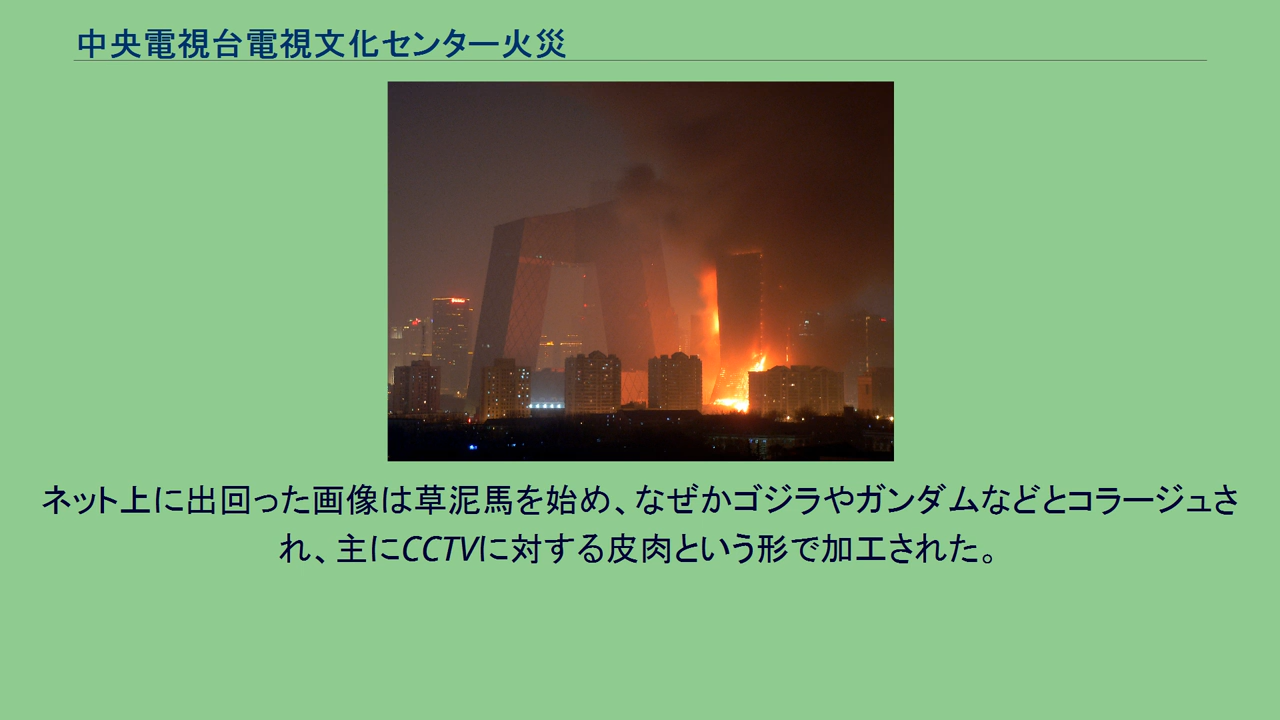 中央電視台電視文化センター火災
ネット上に出回った画像は草泥馬を始め、なぜかゴジラやガンダムなどとコラージュさ
れ、主にCCTVに対する皮肉という形で加工された。